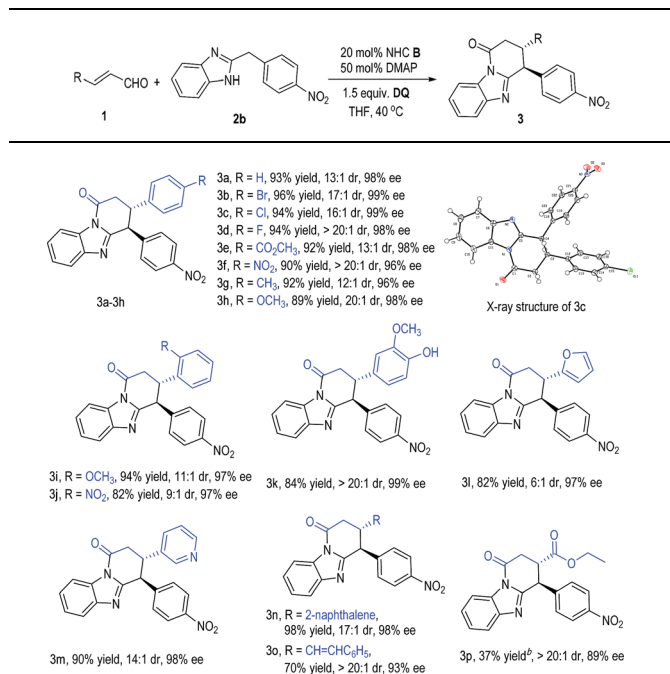 R CHO + N NH NO2
1 2b
20 mol% NHC B
50 mol% DMAP
1.5 equiv. DQ
THF, 40 °C
O R N N NO2
3
O R N N NO2
3a-3h
3a, R = H, 93% yield, 13:1 dr, 98% ee
3b, R = Br, 96% yield, 17:1 dr, 99% ee
3c, R = Cl, 94% yield, 16:1 dr, 99% ee
3d, R = F, 94% yield, > 20:1 dr, 98% ee
3e, R = CO2CH3, 92% yield, 13:1 dr, 98% ee
3f, R = NO2, 90% yield, > 20:1 dr, 96% ee
3g, R = CH3, 92% yield, 12:1 dr, 96% ee
3h, R = OCH3, 89% yield, 20:1 dr, 98% ee
X-ray structure of 3c
R O N N NO2
3i, R = OCH3, 94% yield, 11:1 dr, 97% ee
3j, R = NO2, 82% yield, 9:1 dr, 97% ee
OCH3 OH O N N NO2
3k, 84% yield, > 20:1 dr, 99% ee
O O N N NO2
3l, 82% yield, 6:1 dr, 97% ee
O N N N NO2
3m, 90% yield, 14:1 dr, 98% ee
O R N N NO2
3n, R = 2-naphthalene,
98% yield, 17:1 dr, 98% ee
3o, R = CH=CHC6H5,
70% yield, > 20:1 dr, 93% ee
O O O N N NO2
3p, 37% yield^b, > 20:1 dr, 89% ee